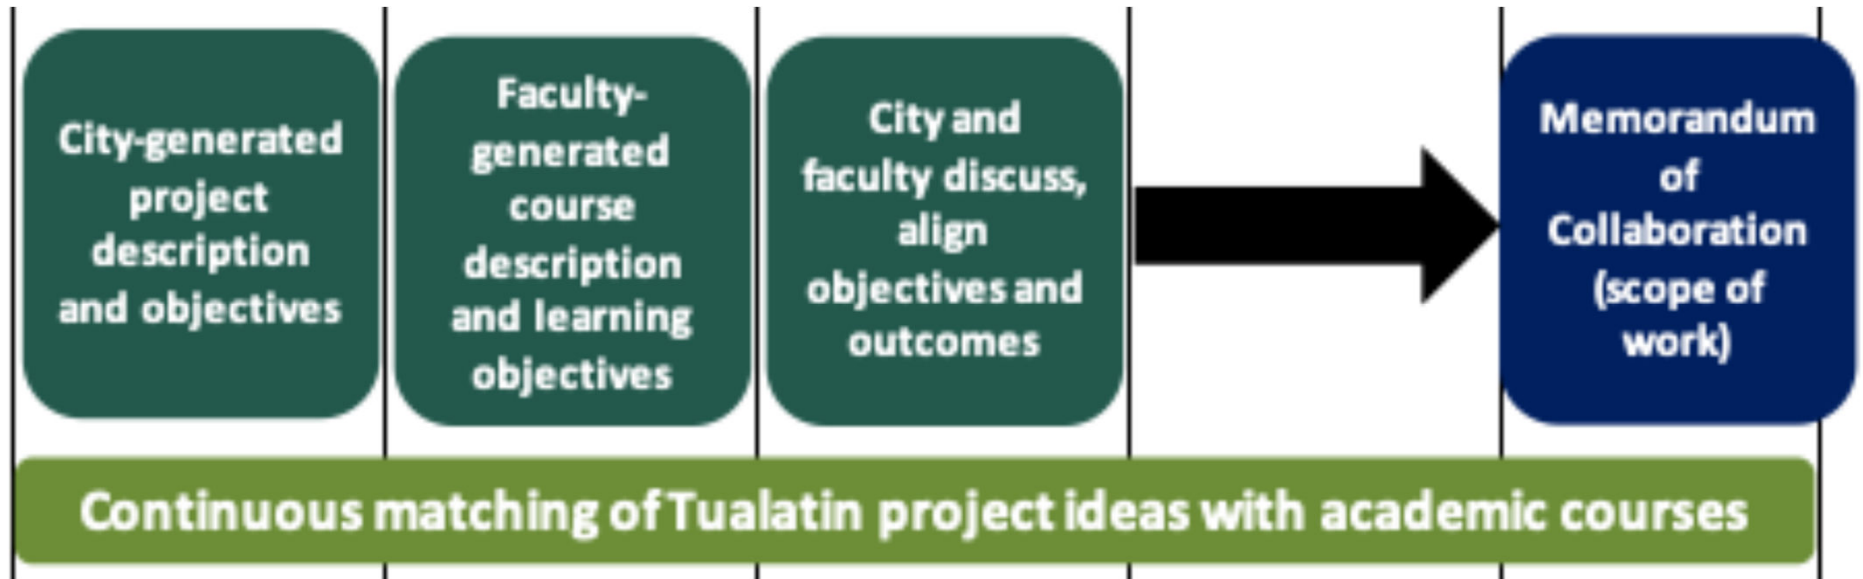 City-generated
project
description
and objectives
Faculty-
generated
course
description
and learning
objectives
City and
faculty discuss,
align
objectives and
outcomes
Memorandum
of
Collaboration
(scope of
work)
Continuous matching of Tualatin project ideas with academic courses